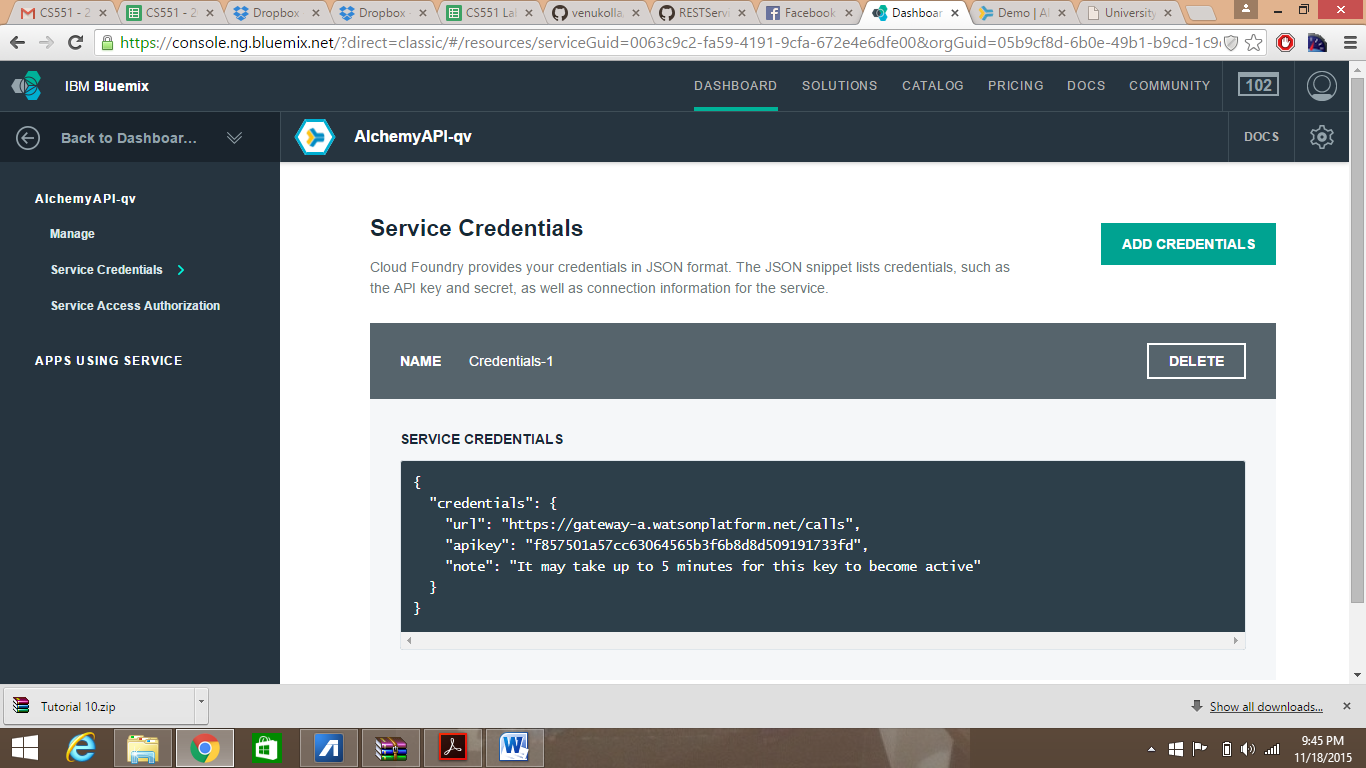 CS551 - 2
CS551 - 2
Dropbox
Dropbox
CS551 Lal
venukolla
RESTServi
Facebook
Dashboar
Demo | Al
University
https://console.ng.bluemix.net/?direct=classic/#/resources/serviceGuid=0063c9c2-fa59-4191-9cfa-672e4e6dfe00&orgGuid=05b9cf8d-6b0e-49b1-b9cd-1c9
IBM Bluemix
DASHBOARD
SOLUTIONS
CATALOG
PRICING
DOCS
COMMUNITY
102
Back to Dashboar...
AlchemyAPI-qv
DOCS
AlchemyAPI-qv
Manage
Service Credentials
Service Access Authorization
APPS USING SERVICE
Service Credentials
ADD CREDENTIALS
Cloud Foundry provides your credentials in JSON format. The JSON snippet lists credentials, such as
the API key and secret, as well as connection information for the service.
NAME Credentials-1
DELETE
SERVICE CREDENTIALS
{
"credentials": {
"url": "https://gateway-a.watsonplatform.net/calls",
"apikey": "f857501a57cc63064565b3f6b8d8d509191733fd",
"note": "It may take up to 5 minutes for this key to become active"
}
}
Tutorial 10.zip
Show all downloads...
9:45 PM
11/18/2015